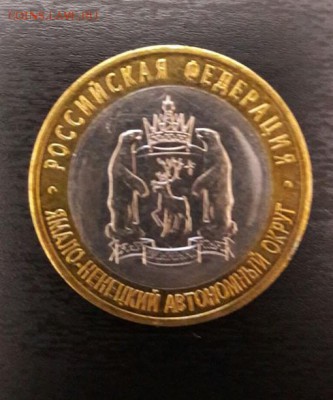 РОССИЙСКАЯ ФЕДЕРАЦИЯ
ЯМАЛО-НЕНЕЦКИЙ АВТОНОМНЫЙ ОКРУГ